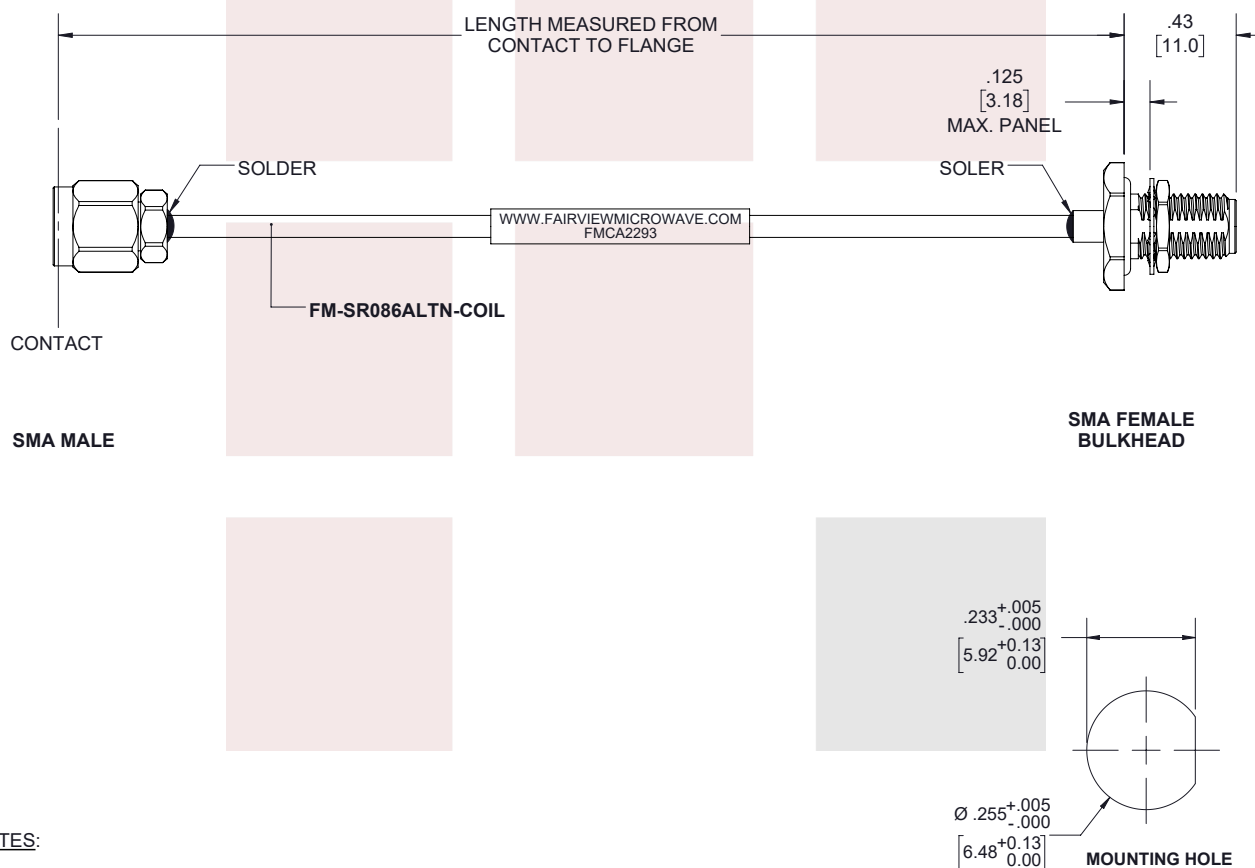 LENGTH MEASURED FROM
CONTACT TO FLANGE
.43
[11.0]
.125
[3.18]
MAX. PANEL
SOLDER
SOLER
WWW.FAIRVIEWMICROWAVE.COM
FMCA2293
FM-SR086ALTN-COIL
CONTACT
SMA MALE
SMA FEMALE
BULKHEAD
.233 +.005
-.000
[5.92 +0.13
0.00]
Ø .255 +.005
-.000
[6.48 +0.13
0.00]
MOUNTING HOLE
TES: